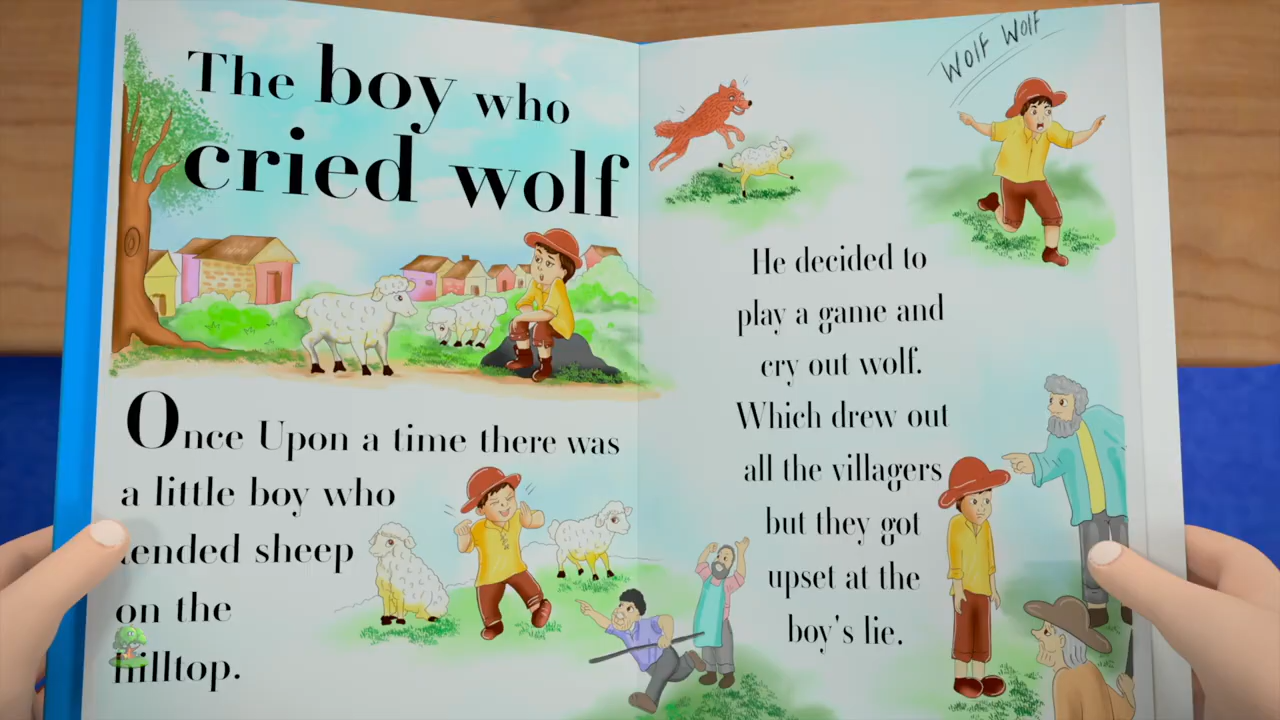 The boy who
cried wolf
Once Upon a time there was
a little boy who
tended sheep
on the
hilltop.
Wolf Wolf
He decided to
play a game and
cry out wolf.
Which drew out
all the villagers
but they got
upset at the
boy's lie.